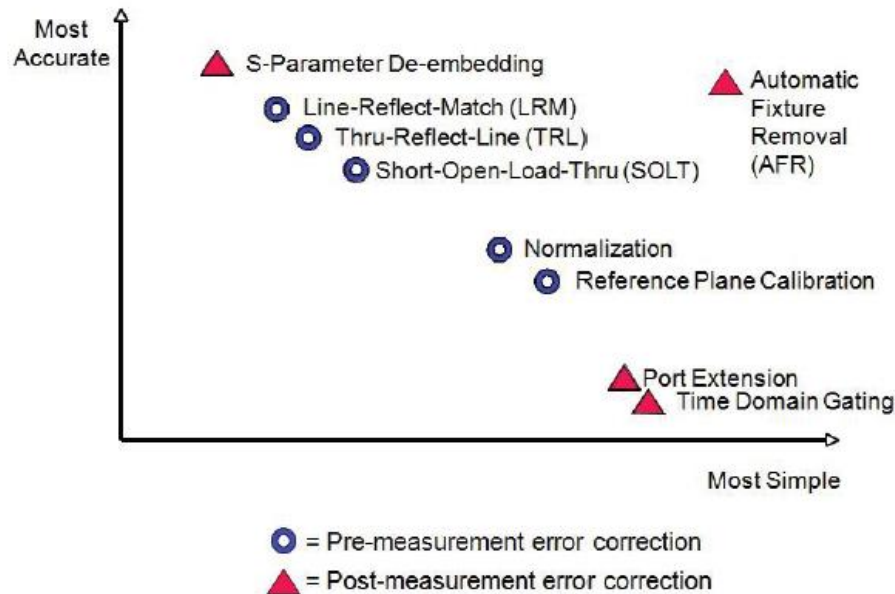 Most
Accurate
S-Parameter De-embedding
Line-Reflect-Match (LRM)
Thru-Reflect-Line (TRL)
Short-Open-Load-Thru (SOLT)
Automatic
Fixture
Removal
(AFR)
Normalization
Reference Plane Calibration
Port Extension
Time Domain Gating
Most Simple
= Pre-measurement error correction
= Post-measurement error correction